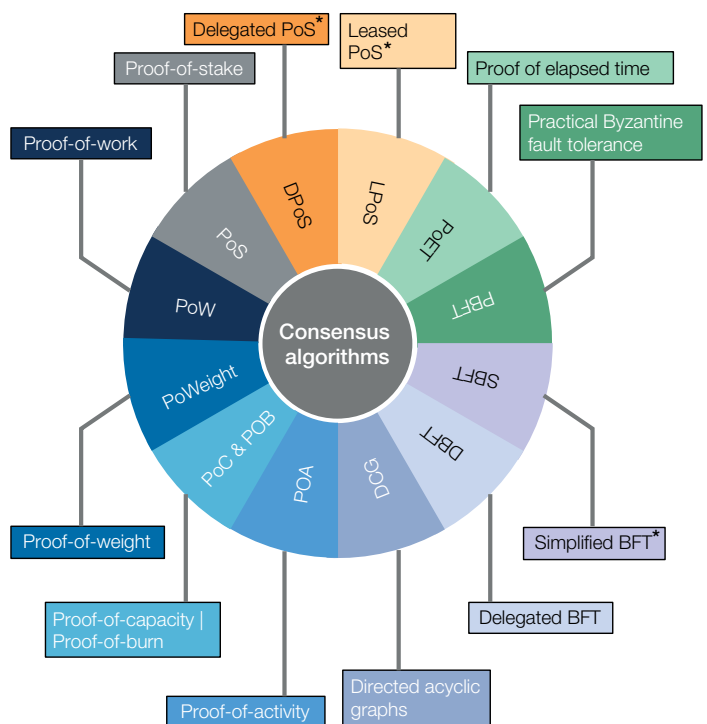 Delegated PoS*
Leased
PoS*
Proof-of-stake
Proof of elapsed time
Practical Byzantine
fault tolerance
Proof-of-work
DPoS
LPoS
PoS
PoET
PoW
PBFT
Consensus
algorithms
PoWeight
SBFT
PoC & POB
DBFT
POA
DCG
Proof-of-weight
Simplified BFT*
Proof-of-capacity |
Proof-of-burn
Delegated BFT
Proof-of-activity
Directed acyclic
graphs